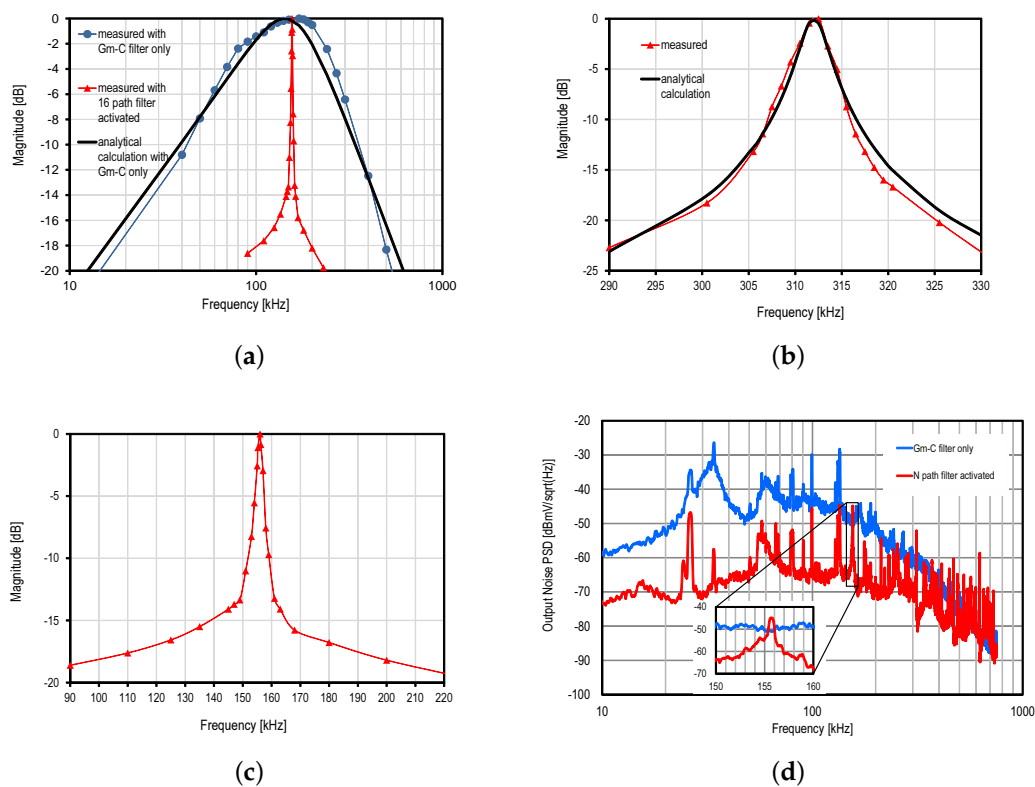 0
-2
-4
-6
-8
-10
-12
-14
-16
-18
-20
10
100
1000
Magnitude [dB]
Frequency [kHz]
measured with
Gm-C filter only
measured with
16 path filter
activated
analytical
calculation with
Gm-C only
(a)
0
-5
-10
-15
-20
-25
290
295
300
305
310
315
320
325
330
Magnitude [dB]
Frequency [kHz]
measured
analytical
calculation
(b)
0
-5
-10
-15
-20
90 100 110 120 130 140 150 160 170 180 190 200 210 220
Magnitude [dB]
Frequency [kHz]
(c)
-20
-30
-40
-50
-60
-70
-80
-90
-100
10
100
1000
Output Noise PSD [dBmV/sqrt(Hz)]
Frequency [kHz]
Gm-C filter only
N path filter activated
-40
-50
-60
-70
150
155
160
(d)